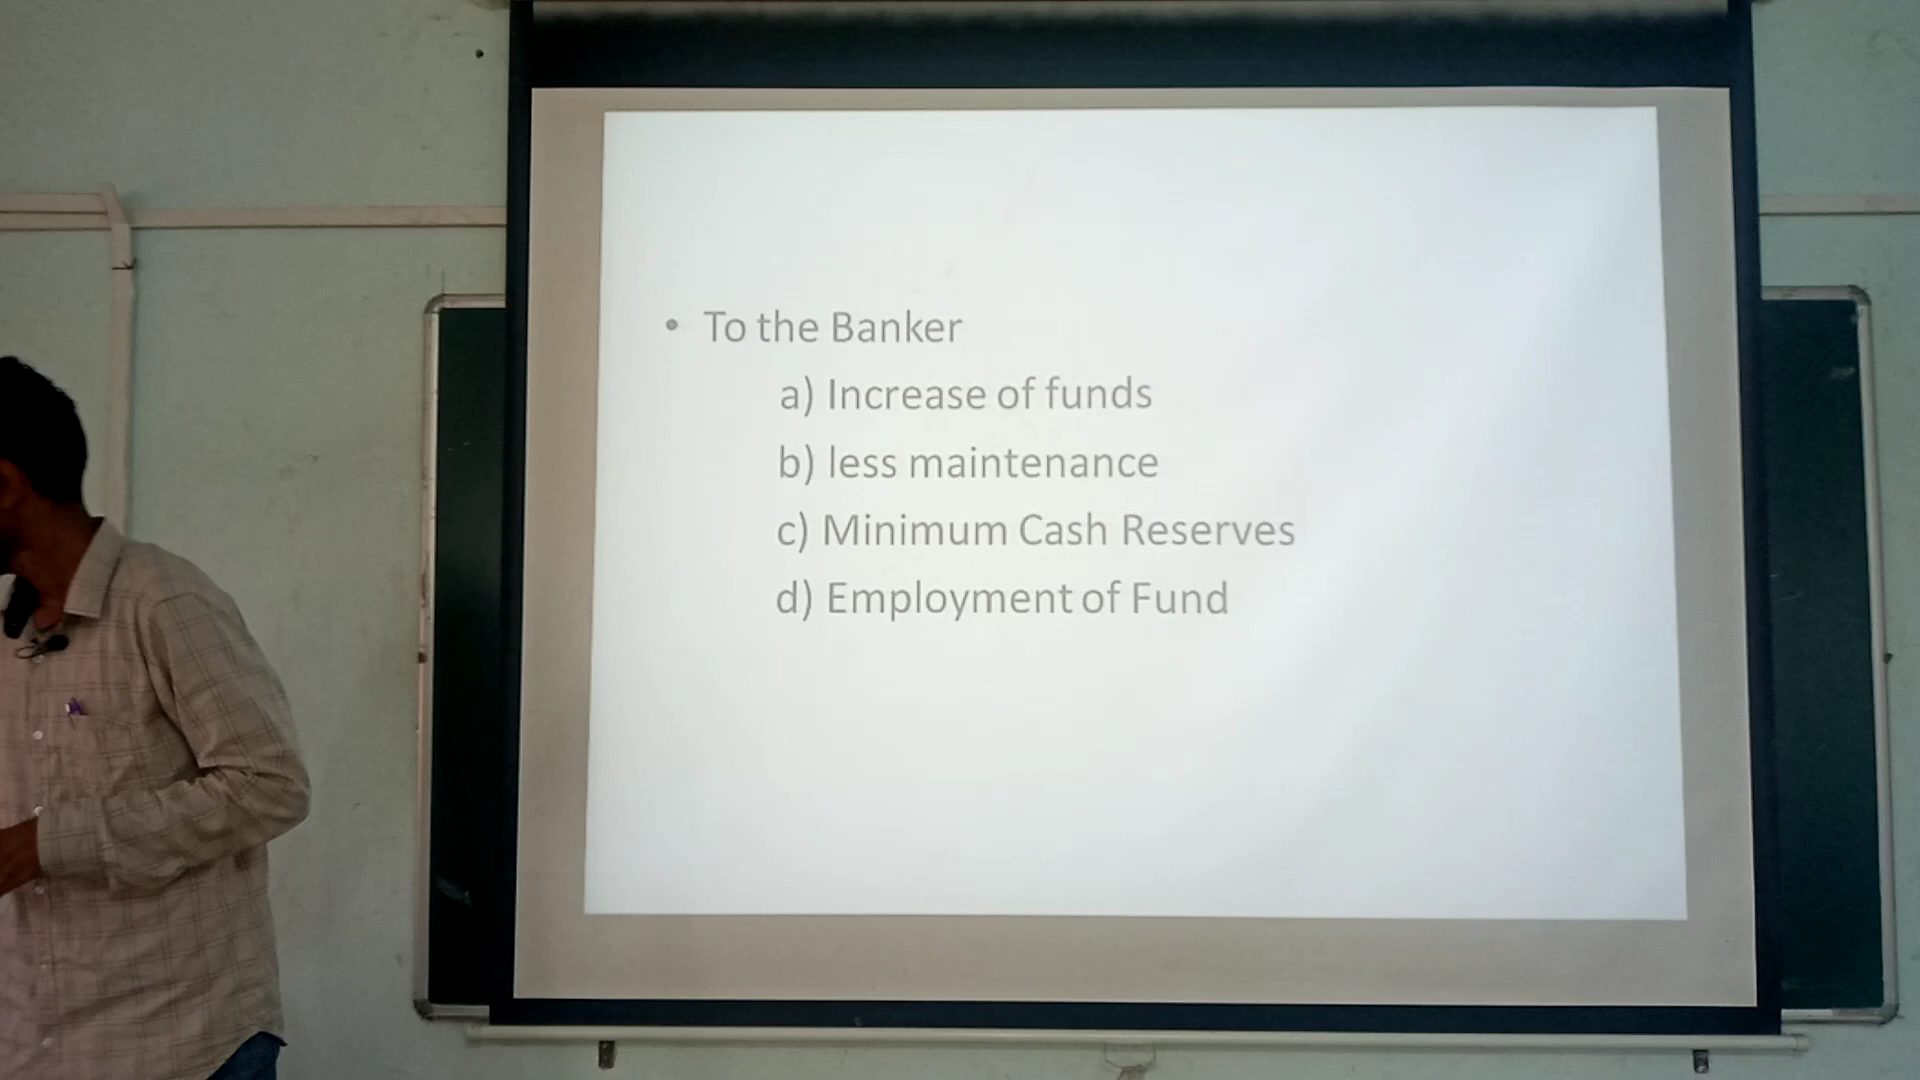 • To the Banker
a) Increase of funds
b) less maintenance
c) Minimum Cash Reserves
d) Employment of Fund